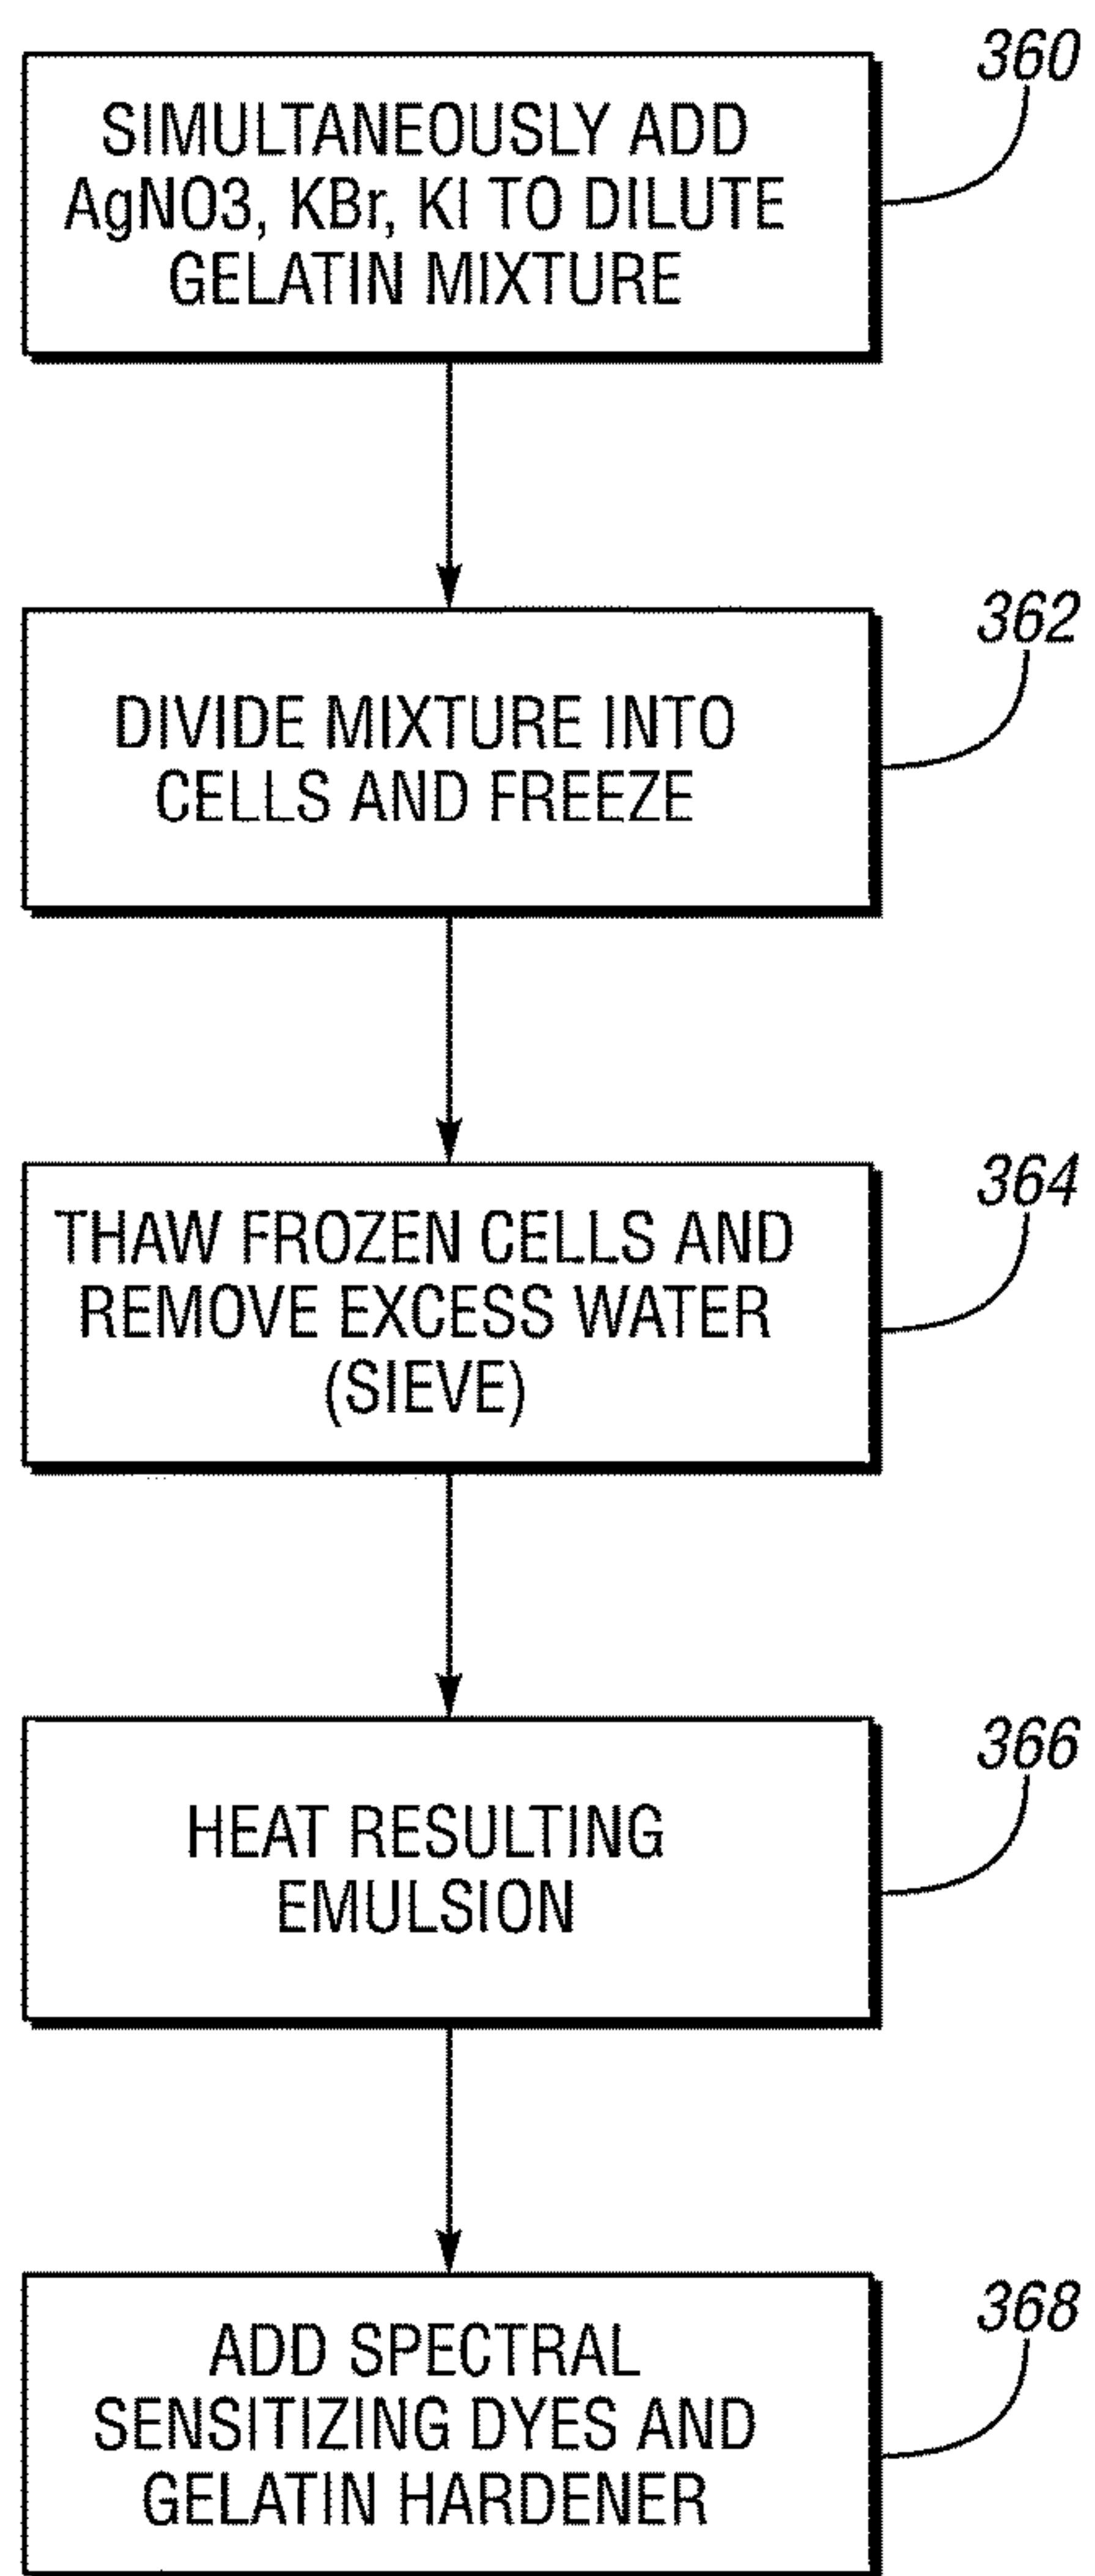 360
SIMULTANEOUSLY ADD
AgNO3, KBr, KI TO DILUTE
GELATIN MIXTURE
362
DIVIDE MIXTURE INTO
CELLS AND FREEZE
364
THAW FROZEN CELLS AND
REMOVE EXCESS WATER
(SIEVE)
366
HEAT RESULTING
EMULSION
368
ADD SPECTRAL
SENSITIZING DYES AND
GELATIN HARDENER